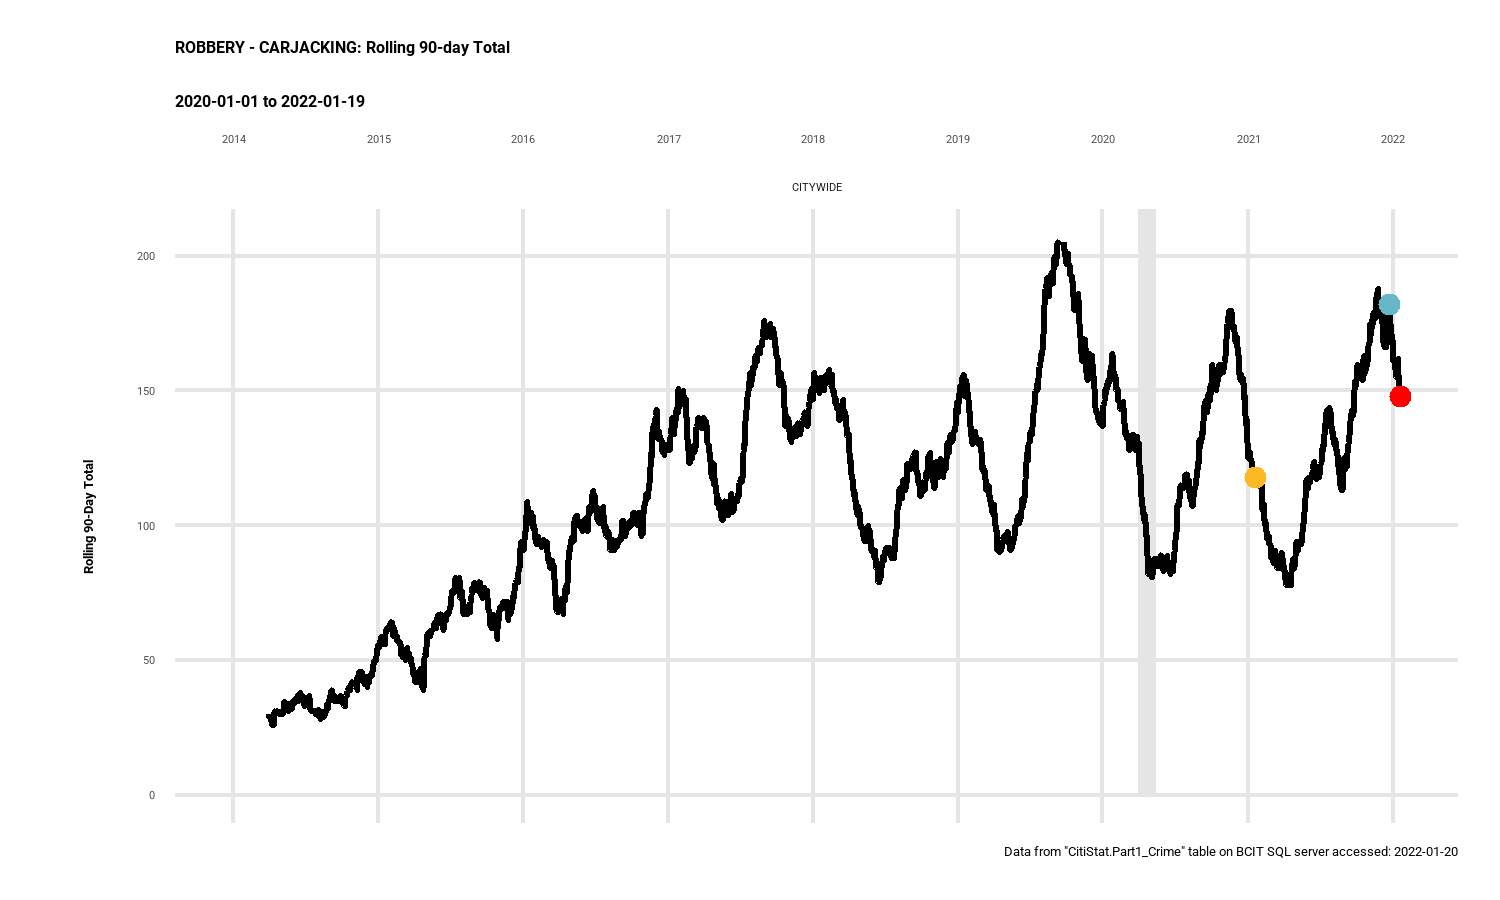 ROBBERY - CARJACKING: Rolling 90-day Total
2020-01-01 to 2022-01-19
2014 2015 2016 2017 2018 2019 2020 2021 2022
CITYWIDE
200
150
100
50
0
Rolling 90-Day Total
Data from "CitiStat.Part1_Crime" table on BCIT SQL server accessed: 2022-01-20